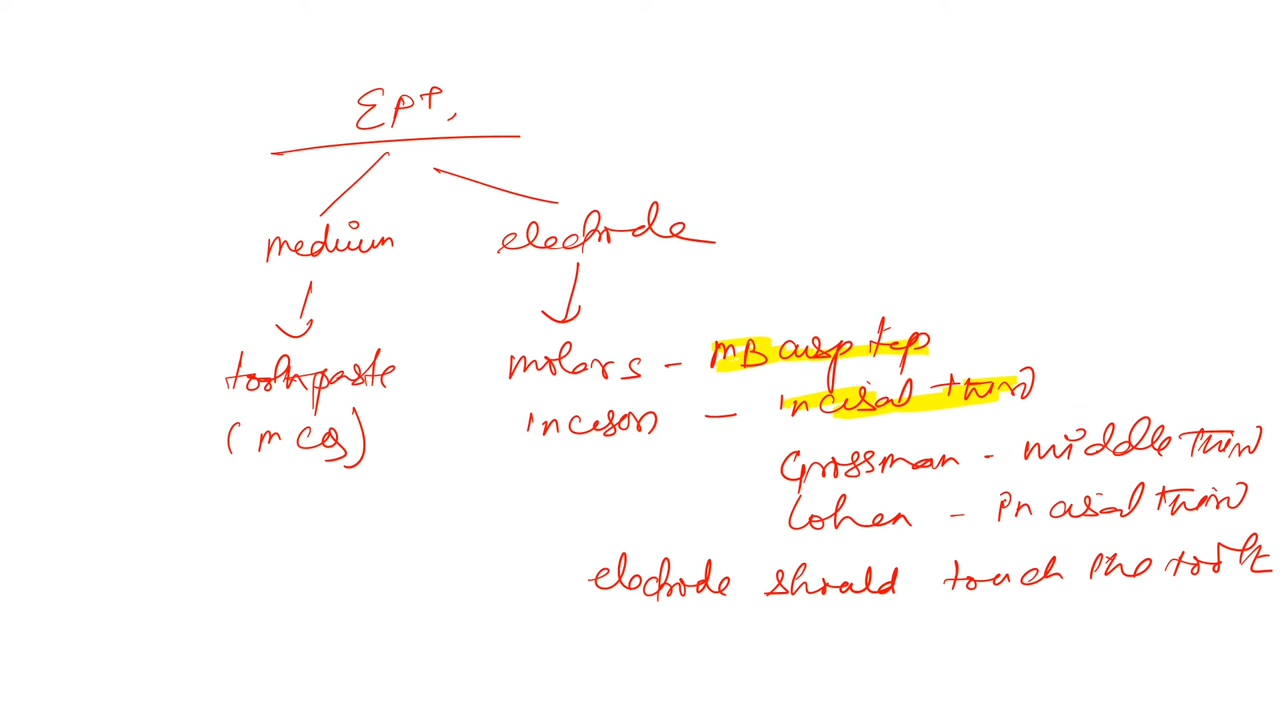 EPT,
medium
electrode
toothpaste
(MCQ)
molars - MB cusp tip
incisors - incisal third
Grossman - middle third
Cohen - incisal third
electrode should touch the tooth